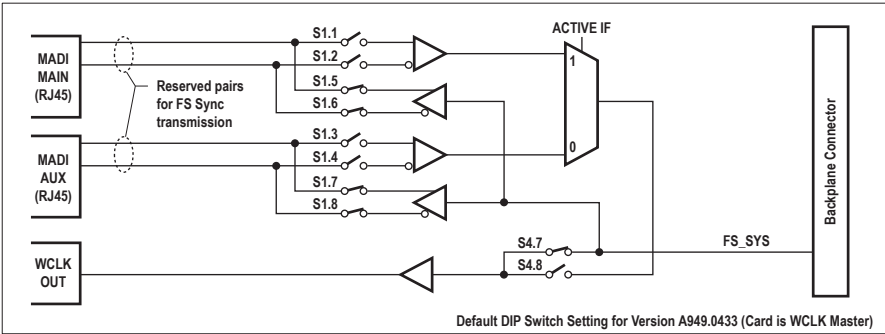 S1.1
ACTIVE IF
MADI
MAIN
(RJ45)
S1.2
1
Reserved pairs
for FS Sync
transmission
S1.5
S1.6
MADI
AUX
(RJ45)
S1.3
S1.4
0
S1.7
S1.8
Backplane Connector
WCLK
OUT
S4.7
S4.8
FS_SYS
Default DIP Switch Setting for Version A949.0433 (Card is WCLK Master)